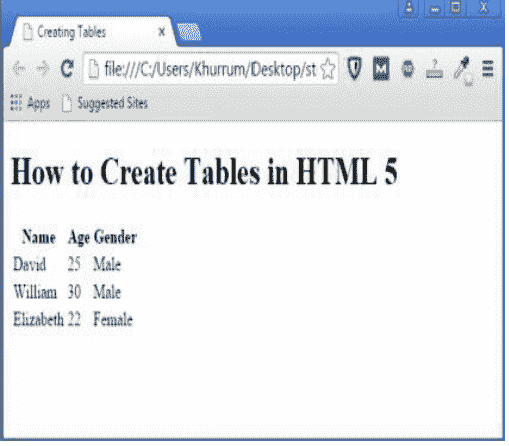 Creating Tables x
file:///C:/Users/Khurrum/Desktop/st
Apps Suggested Sites
How to Create Tables in HTML 5
Name Age Gender
David 25 Male
William 30 Male
Elizabeth 22 Female